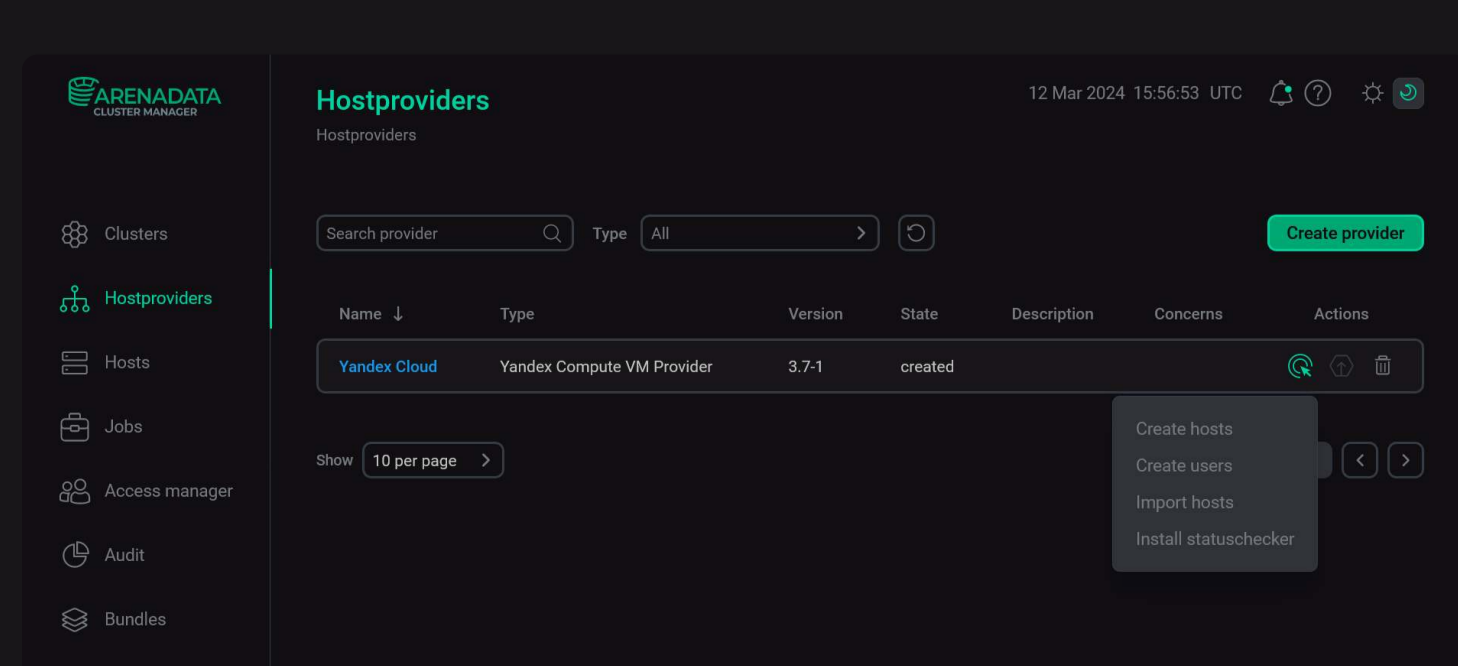 ARENADATA
CLUSTER MANAGER
Hostproviders
Hostproviders
12 Mar 2024 15:56:53 UTC
Clusters
Hostproviders
Hosts
Jobs
Access manager
Audit
Bundles
Search provider
Type
All
Create provider
Name ↓ Type Version State Description Concerns Actions
Yandex Cloud Yandex Compute VM Provider 3.7-1 created
Create hosts
Create users
Import hosts
Install statuschecker
Show 10 per page